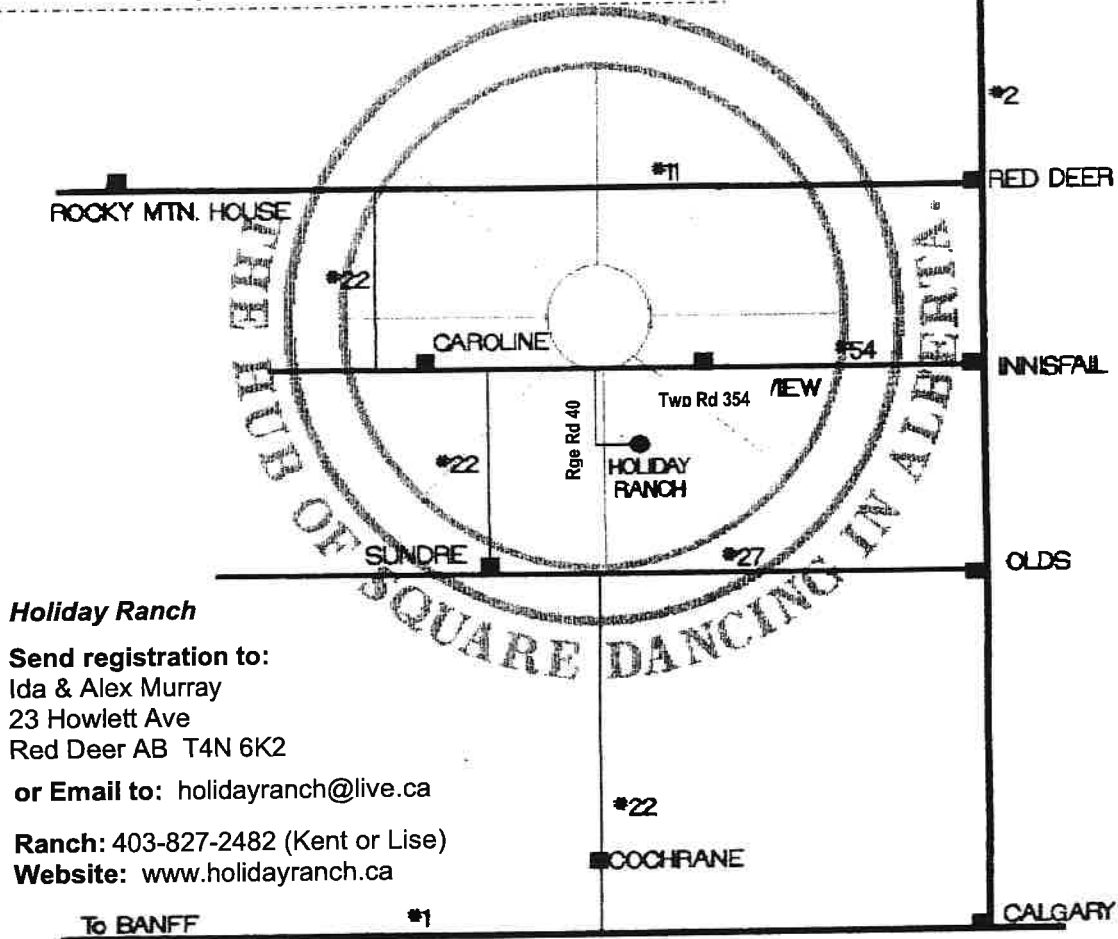 #2
#11
RED DEER
ROCKY MTN. HOUSE
#22
CAROLINE
#54
INNISFAIL
Twp Rd 354
Rge Rd 40
#22
HOLIDAY
RANCH
SUNDRE
#27
OLDS
THE HUB OF SQUARE DANCING IN ALBERTA.
Holiday Ranch
Send registration to:
Ida & Alex Murray
23 Howlett Ave
Red Deer AB T4N 6K2
or Email to: holidayranch@live.ca
Ranch: 403-827-2482 (Kent or Lise)
Website: www.holidayranch.ca
#22
COCHRANE
To BANFF
#1
CALGARY